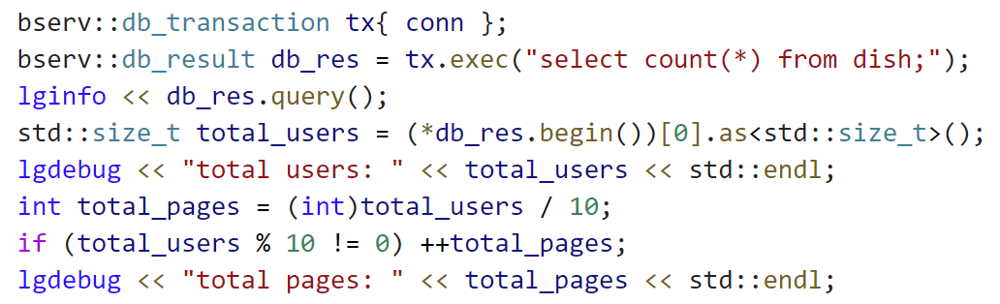 bserv::db_transaction tx{ conn };
bserv::db_result db_res = tx.exec("select count(*) from dish;");
lginfo << db_res.query();
std::size_t total_users = (*db_res.begin())[0].as<std::size_t>();
lgdebug << "total users: " << total_users << std::endl;
int total_pages = (int)total_users / 10;
if (total_users % 10 != 0) ++total_pages;
lgdebug << "total pages: " << total_pages << std::endl;